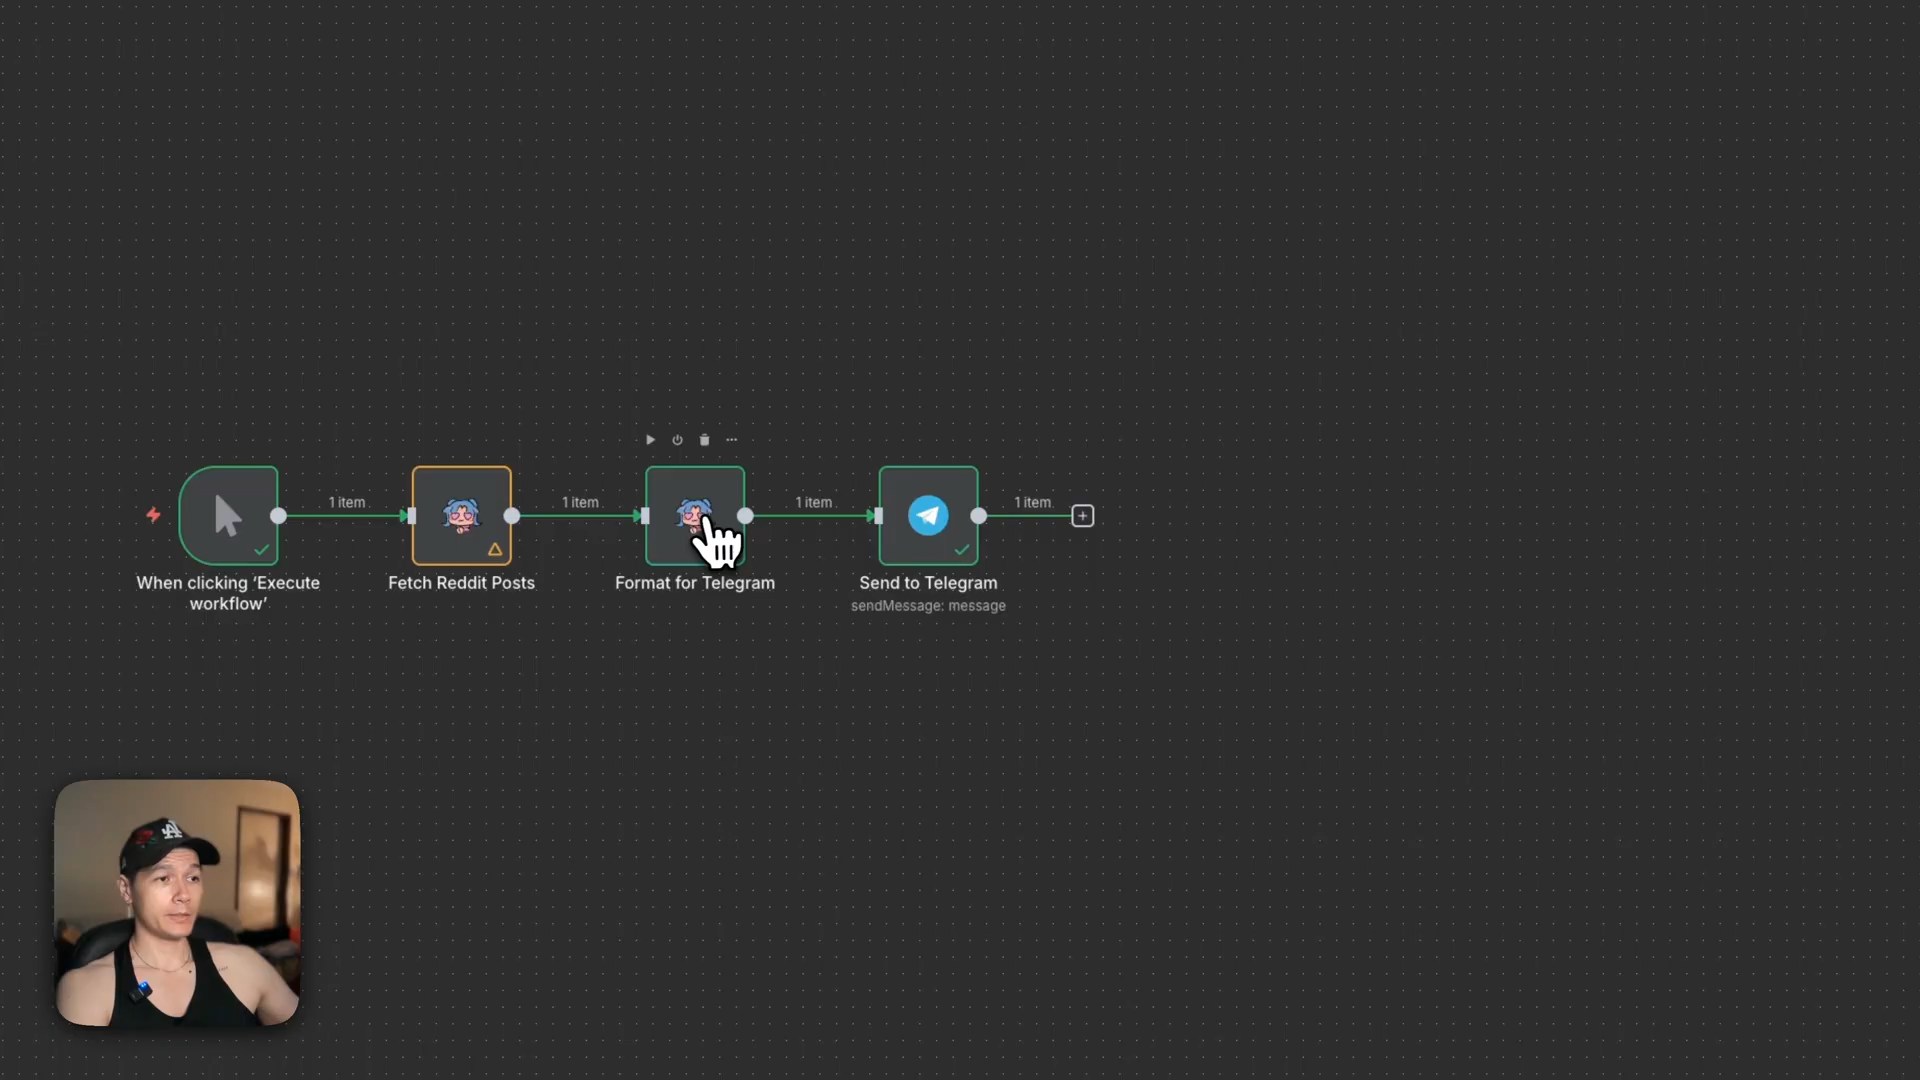 1 item
1 item
1 item
1 item
When clicking ‘Execute
workflow’
Fetch Reddit Posts
Format for Telegram
Send to Telegram
sendMessage: message
LA